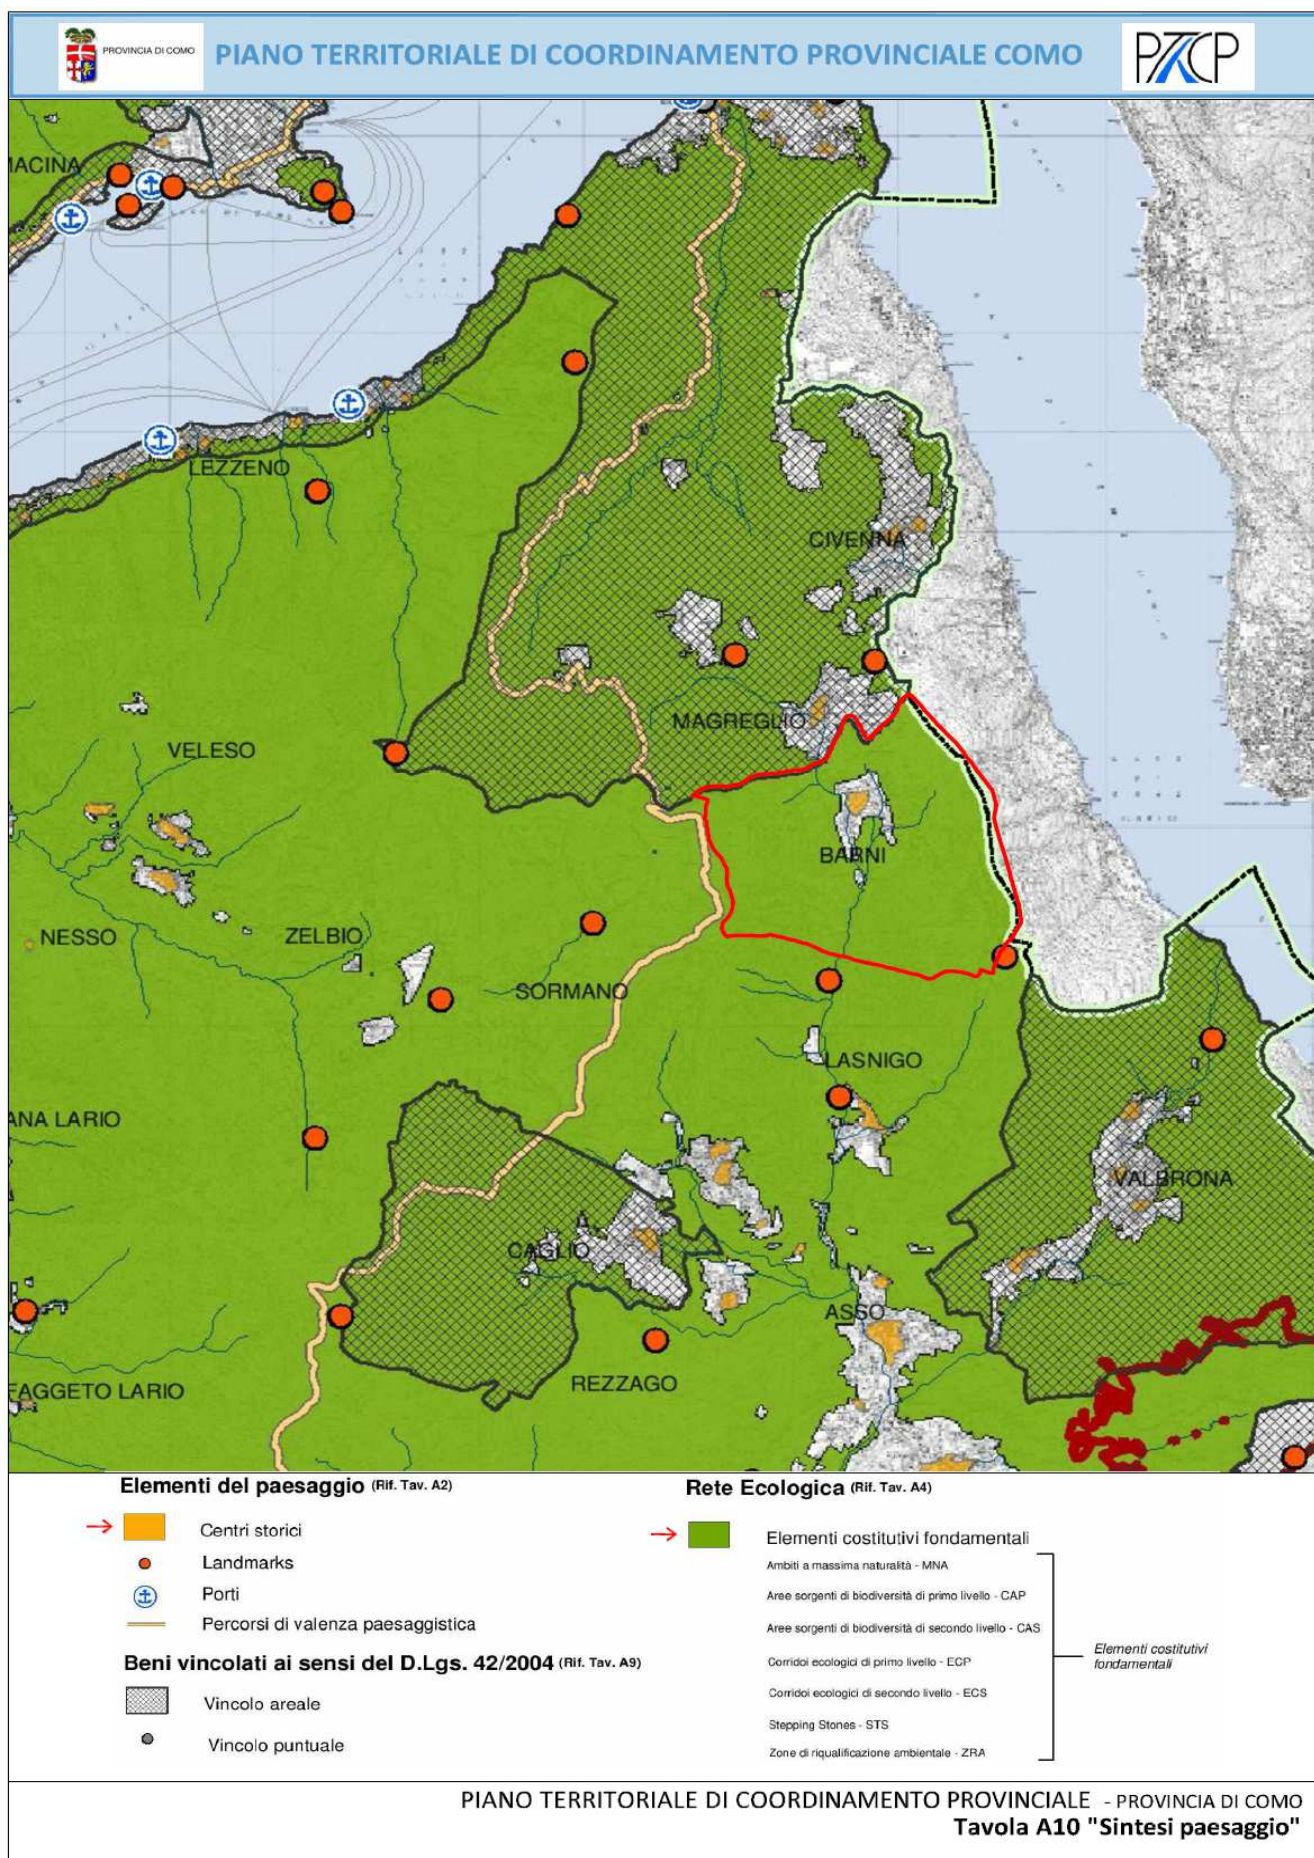 PROVINCIA DI COMO
PIANO TERRITORIALE DI COORDINAMENTO PROVINCIALE COMO
PTCP
MACINA
LEZZENO
CIVENNA
MAGREGLIO
VELESO
BARNI
NESSO
ZELBIO
SORMANO
LASNIGO
ANA LARIO
VALBRONA
CAGLIO
ASSO
REZZAGO
FAGGETO LARIO
Elementi del paesaggio (Rif. Tav. A2)
Centri storici
Landmarks
Porti
Percorsi di valenza paesaggistica
Beni vincolati ai sensi del D.Lgs. 42/2004 (Rif. Tav. A9)
Vincolo areale
Vincolo puntuale
Rete Ecologica (Rif. Tav. A4)
Elementi costitutivi fondamentali
Ambiti a massima naturalità - MNA
Aree sorgenti di biodiversità di primo livello - CAP
Aree sorgenti di biodiversità di secondo livello - CAS
Corridoi ecologici di primo livello - ECP
Corridoi ecologici di secondo livello - ECS
Stepping Stones - STS
Zone di riqualificazione ambientale - ZRA
Elementi costitutivi
fondamentali
PIANO TERRITORIALE DI COORDINAMENTO PROVINCIALE - PROVINCIA DI COMO
Tavola A10 "Sintesi paesaggio"